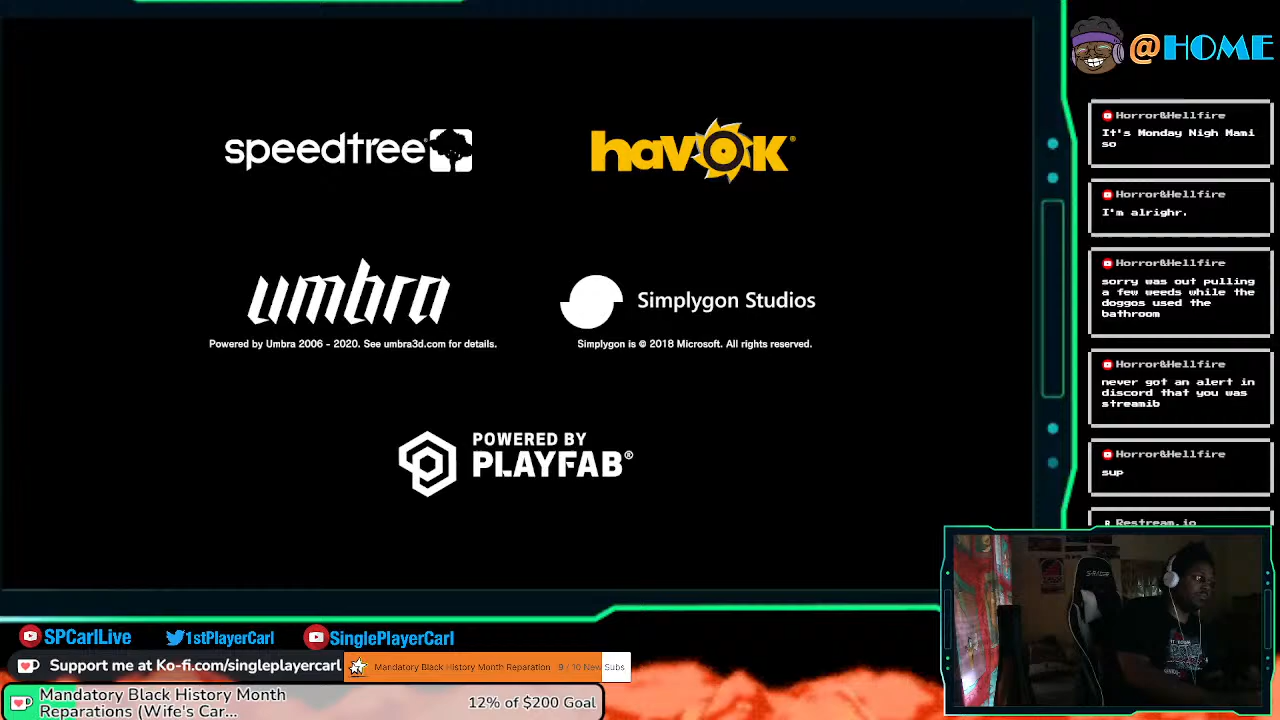 speedtree
havok
umbra
Powered by Umbra 2006 - 2020. See umbra3d.com for details.
Simplygon Studios
Simplygon is © 2018 Microsoft. All rights reserved.
POWERED BY
PLAYFAB®
@HOME
Horror&Hellfire
It's Monday Nigh Mami
so
Horror&Hellfire
I'm alrighr.
Horror&Hellfire
sorry was out pulling
a few weeds while the
doggos used the
bathroom
Horror&Hellfire
never got an alert in
discord that you was
streamib
Horror&Hellfire
sup
Restream.io
SPCarlLive
1stPlayerCarl
SinglePlayerCarl
Support me at Ko-fi.com/singleplayercarl
Mandatory Black History Month Reparation 9 / 10 New Subs
Mandatory Black History Month
Reparations (Wife's Car...
12% of $200 Goal